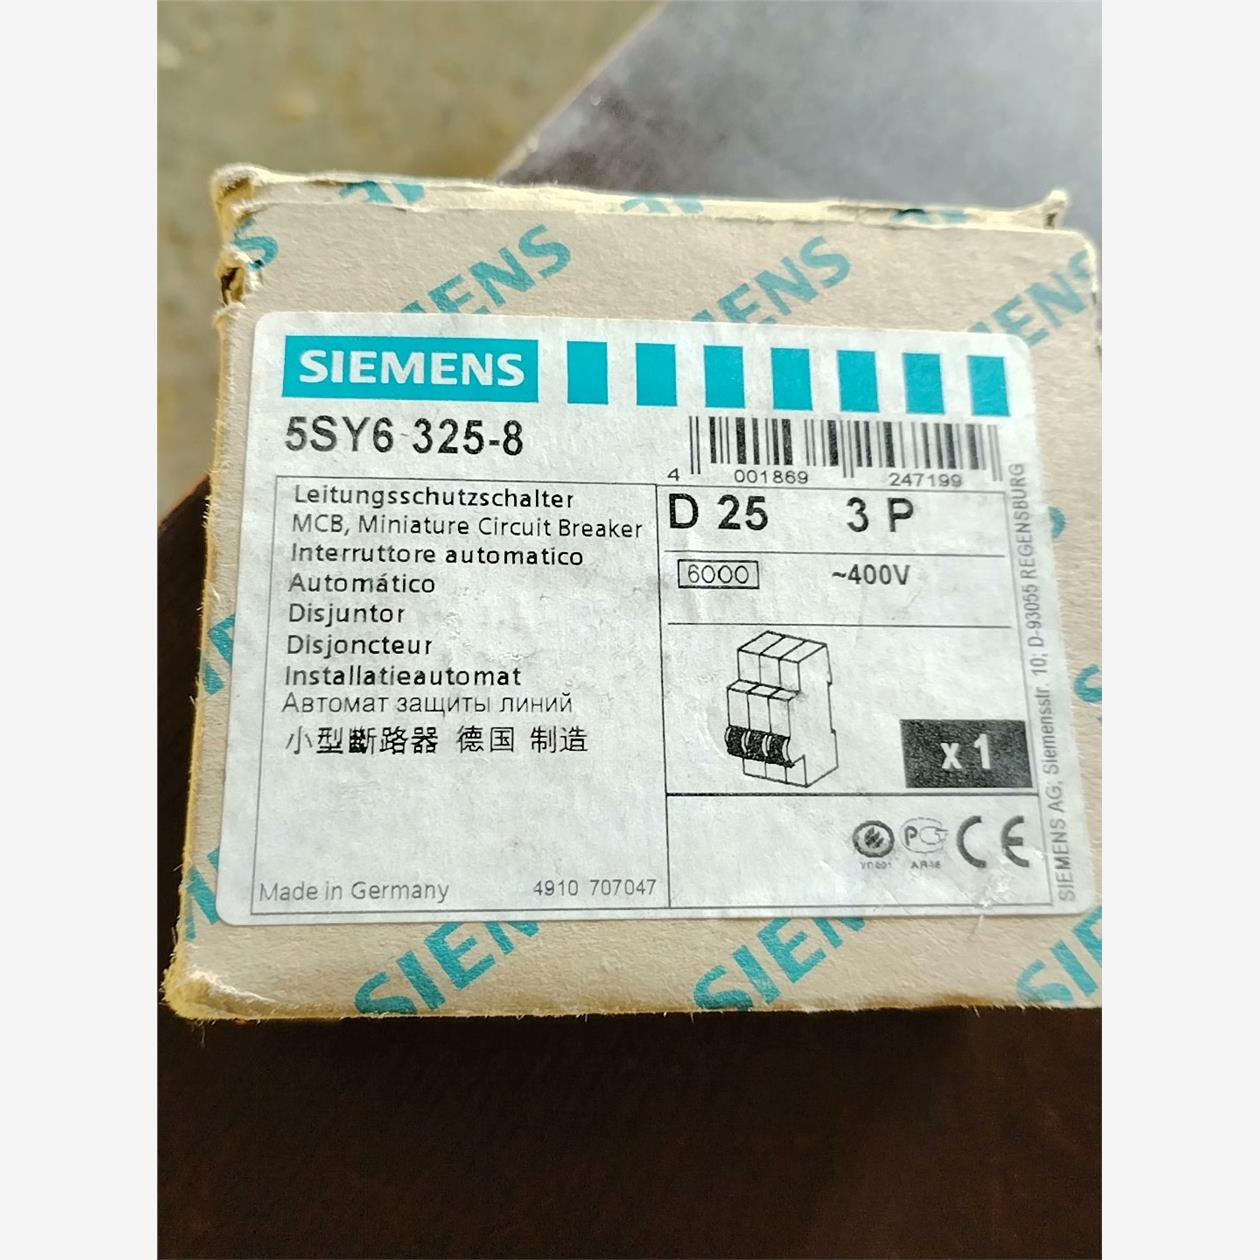 SIEMENS
5SY6 325-8
4 001869 247199
Leitungsschutzschalter
MCB, Miniature Circuit Breaker
Interruttore automatico
Automático
Disjuntor
Disjoncteur
Installatieautomat
Автомат защиты линий
小型斷路器 德国 制造
D 25 3 P
6000 ~400V
x 1
CE
Made in Germany 4910 707047
SIEMENS AG, Siemensstr. 10; D-93055 REGENSBURG
SIEMENS
SIEMENS